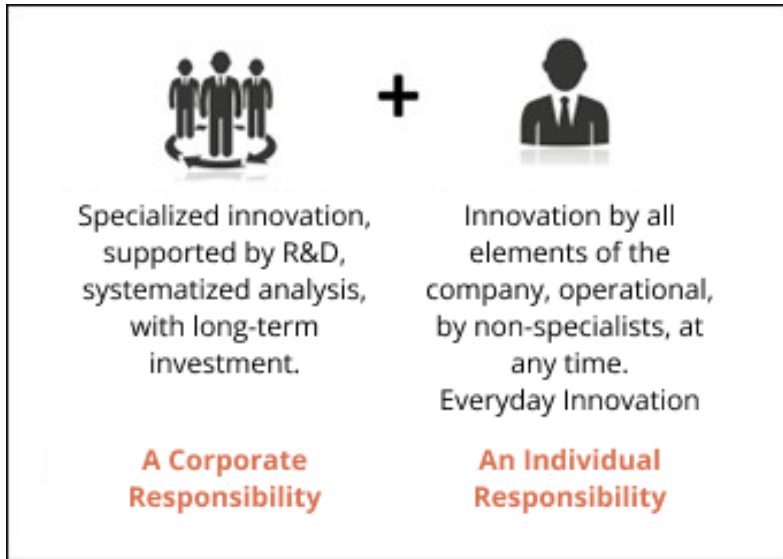 +
Specialized innovation,
supported by R&D,
systematized analysis,
with long-term
investment.
A Corporate
Responsibility
Innovation by all
elements of the
company, operational,
by non-specialists, at
any time.
Everyday Innovation
An Individual
Responsibility